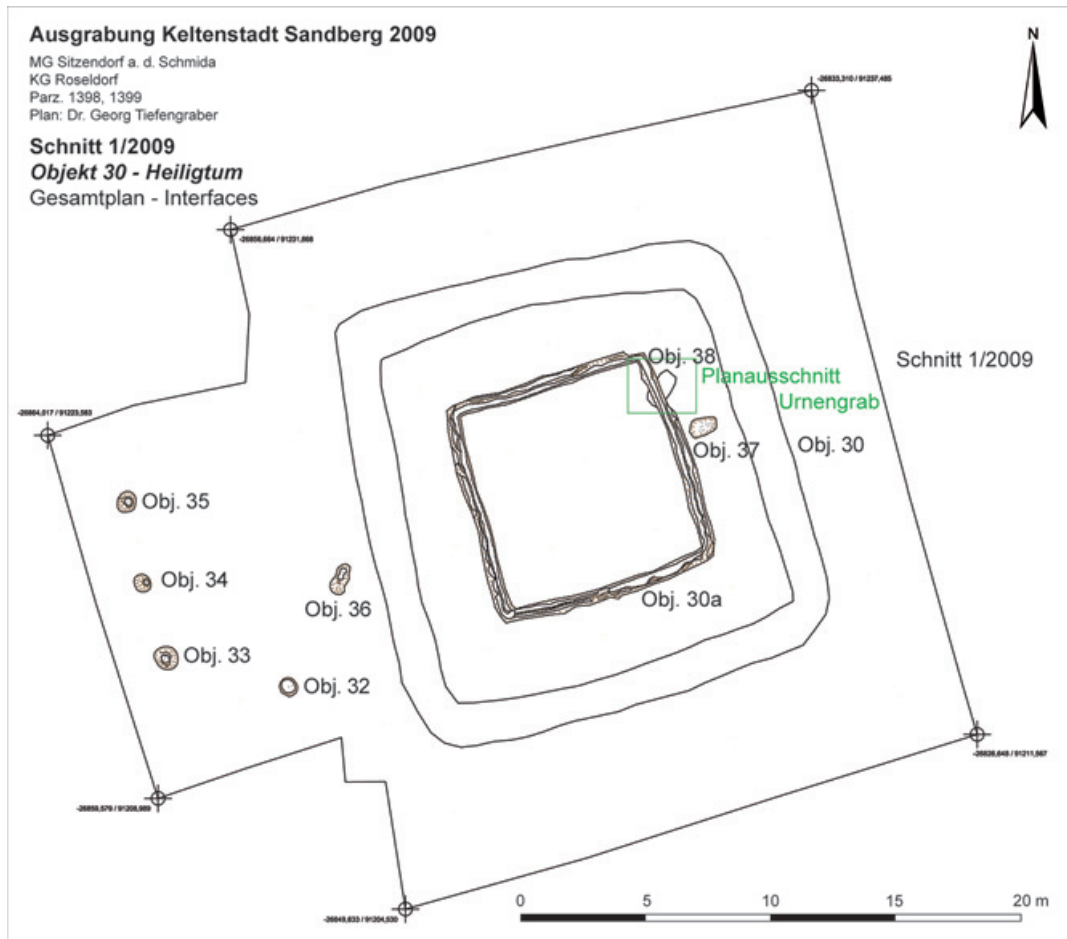 Ausgrabung Keltenstadt Sandberg 2009
MG Sitzendorf a. d. Schmida
KG Roseldorf
Parz. 1398, 1399
Plan: Dr. Georg Tiefengraber
Schnitt 1/2009
Objekt 30 - Heiligtum
Gesamtplan - Interfaces
N
Schnitt 1/2009
Obj. 38
Planausschnitt
Urnengrab
Obj. 37
Obj. 30
Obj. 35
Obj. 34
Obj. 36
Obj. 30a
Obj. 33
Obj. 32
0 5 10 15 20 m